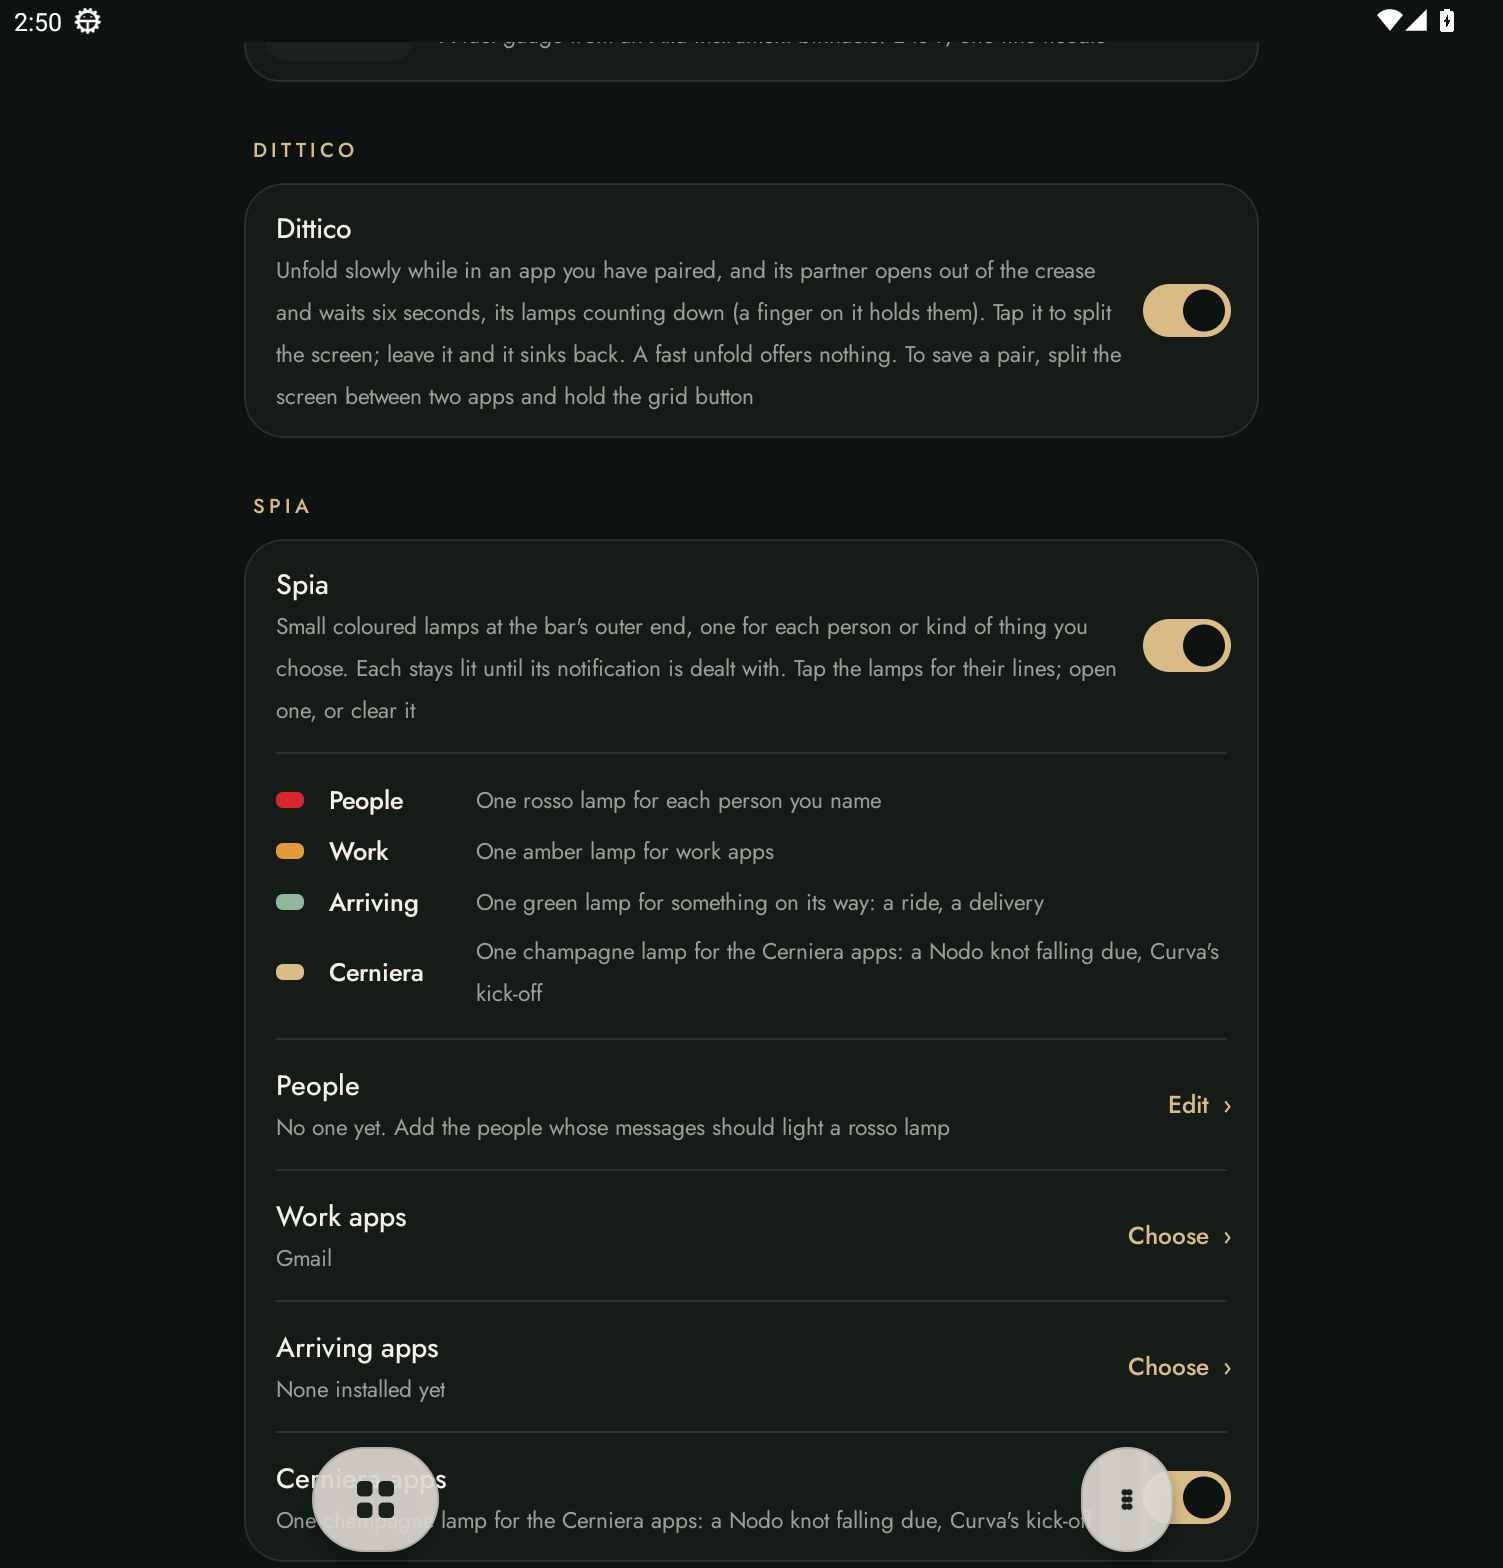 2:50
DITTICO
Dittico
Unfold slowly while in an app you have paired, and its partner opens out of the crease
and waits six seconds, its lamps counting down (a finger on it holds them). Tap it to split
the screen; leave it and it sinks back. A fast unfold offers nothing. To save a pair, split the
screen between two apps and hold the grid button
SPIA
Spia
Small coloured lamps at the bar's outer end, one for each person or kind of thing you
choose. Each stays lit until its notification is dealt with. Tap the lamps for their lines; open
one, or clear it
People One rosso lamp for each person you name
Work One amber lamp for work apps
Arriving One green lamp for something on its way: a ride, a delivery
Cerniera One champagne lamp for the Cerniera apps: a Nodo knot falling due, Curva's
kick-off
People
Edit ›
No one yet. Add the people whose messages should light a rosso lamp
Work apps
Choose ›
Gmail
Arriving apps
Choose ›
None installed yet
Cerniera apps
One champagne lamp for the Cerniera apps: a Nodo knot falling due, Curva's kick-off